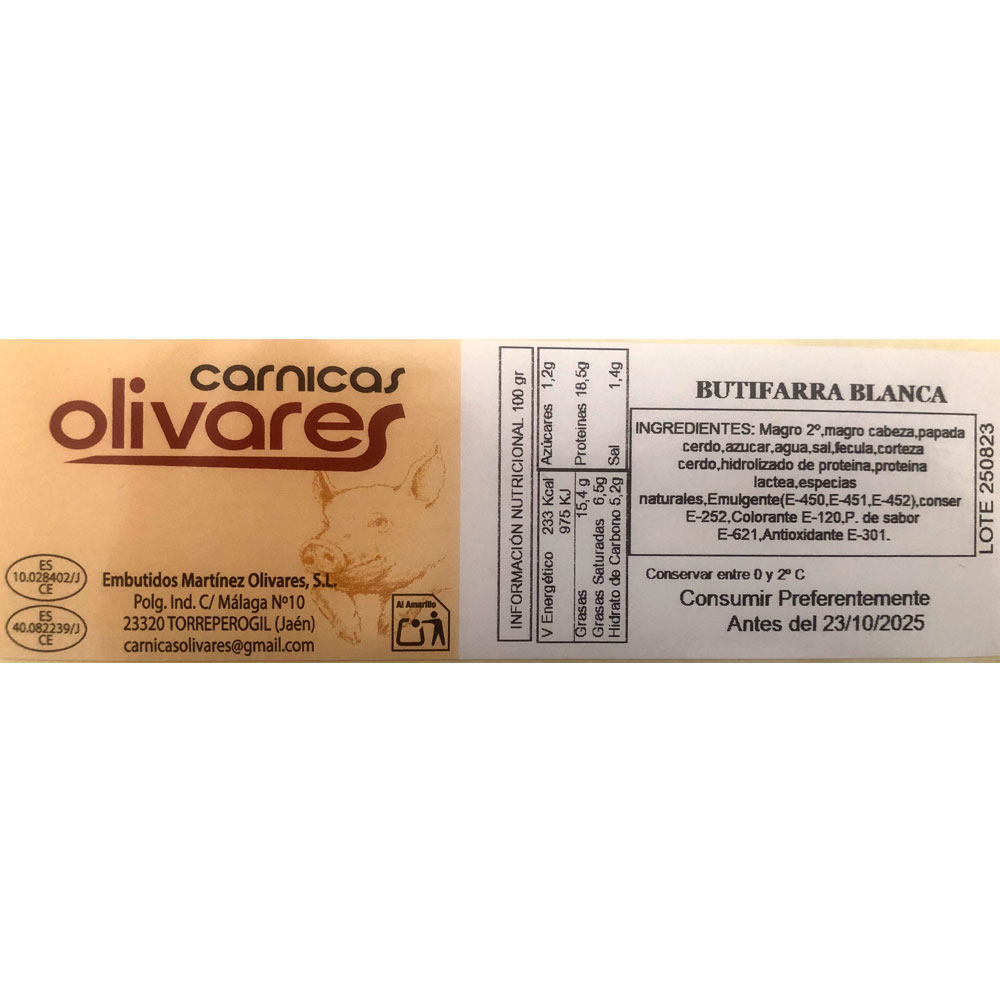 carnicas
olivares
ES
10.028402/J
CE
ES
40.082239/J
CE
Embutidos Martínez Olivares, S.L.
Polg. Ind. C/ Málaga Nº10
23320 TORREPEROGIL (Jaén)
carnicasolivares@gmail.com
Al Amarillo
INFORMACIÓN NUTRICIONAL 100 gr
V Energético 233 Kcal
975 KJ
Grasas 15,4 g
Grasas Saturadas 6,5g
Hidrato de Carbono 5,2g
Azúcares 1,2g
Proteinas 18,5g
Sal 1,4g
BUTIFARRA BLANCA
INGREDIENTES: Magro 2º,magro cabeza,papada
cerdo,azucar,agua,sal,fecula,corteza
cerdo,hidrolizado de proteina,proteina
lactea,especias
naturales,Emulgente(E-450,E-451,E-452),conser
E-252,Colorante E-120,P. de sabor
E-621,Antioxidante E-301.
LOTE 250823
Conservar entre 0 y 2º C
Consumir Preferentemente
Antes del 23/10/2025